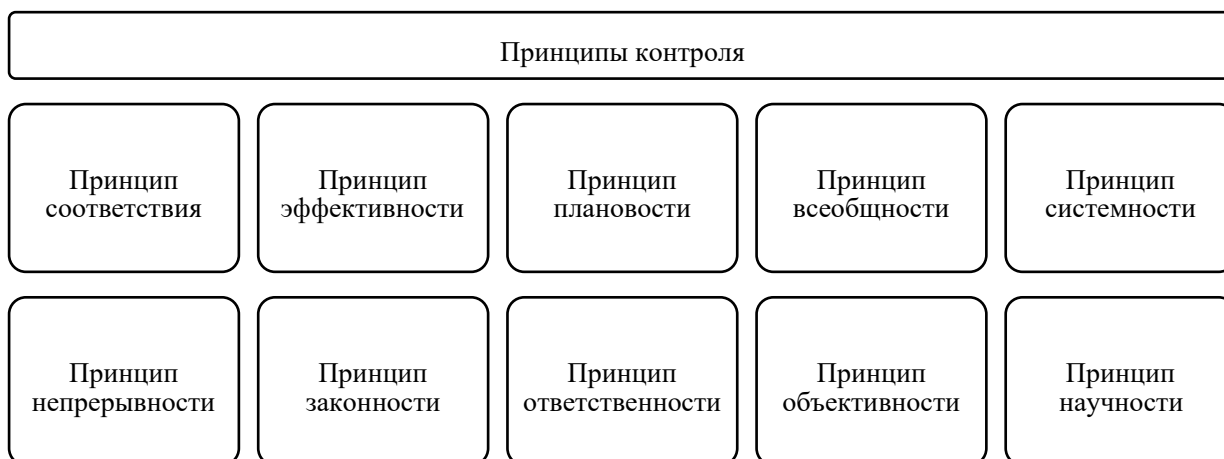 Принципы контроля
Принцип
соответствия
Принцип
эффективности
Принцип
плановости
Принцип
всеобщности
Принцип
системности
Принцип
непрерывности
Принцип
законности
Принцип
ответственности
Принцип
объективности
Принцип
научности